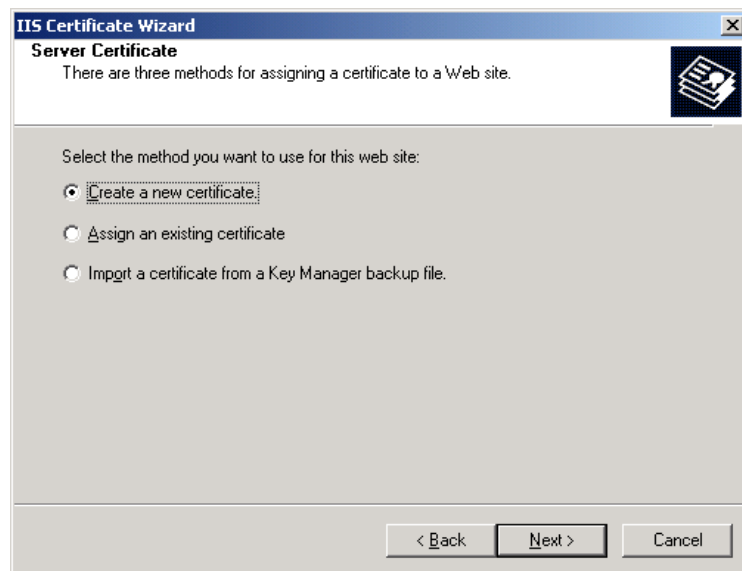 IIS Certificate Wizard
Server Certificate
There are three methods for assigning a certificate to a Web site.
Select the method you want to use for this web site:
Create a new certificate.
Assign an existing certificate
Import a certificate from a Key Manager backup file.
< Back
Next >
Cancel